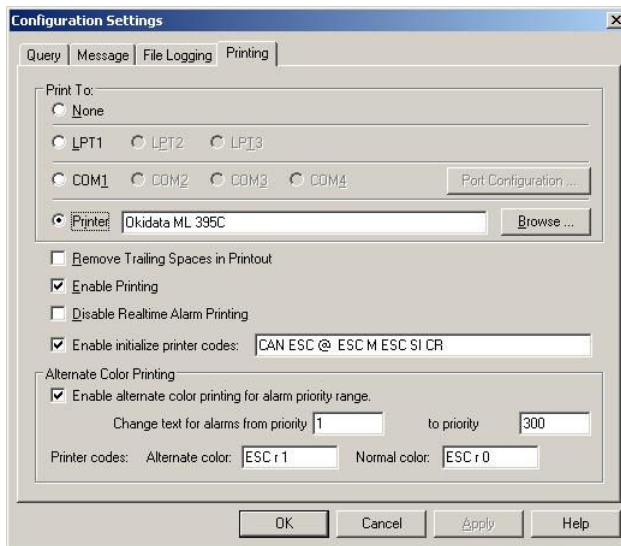 Configuration Settings
Query Message File Logging Printing
Print To:
None
LPT1 LPT2 LPT3
COM1 COM2 COM3 COM4 Port Configuration ...
Printer Okidata ML 395C Browse ...
Remove Trailing Spaces in Printout
Enable Printing
Disable Realtime Alarm Printing
Enable initialize printer codes: CAN ESC @ ESC M ESC SI CR
Alternate Color Printing
Enable alternate color printing for alarm priority range.
Change text for alarms from priority 1 to priority 300
Printer codes: Alternate color: ESC r 1 Normal color: ESC r 0
OK Cancel Apply Help